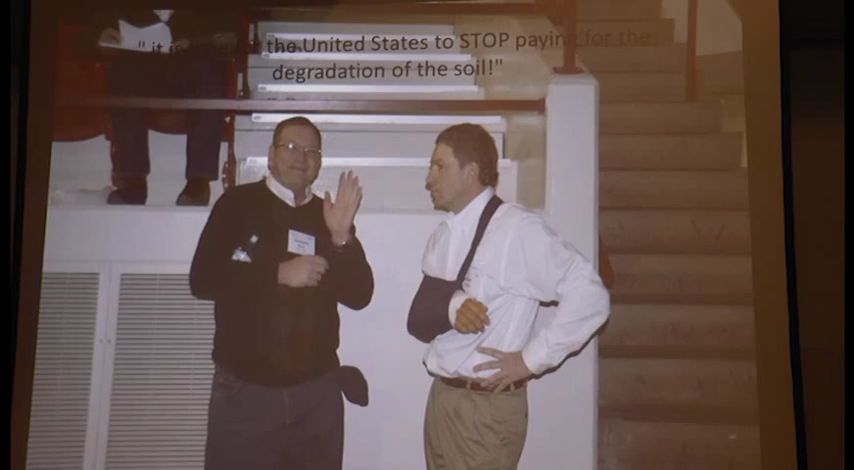 " it is the United States to STOP paying for the
degradation of the soil!"